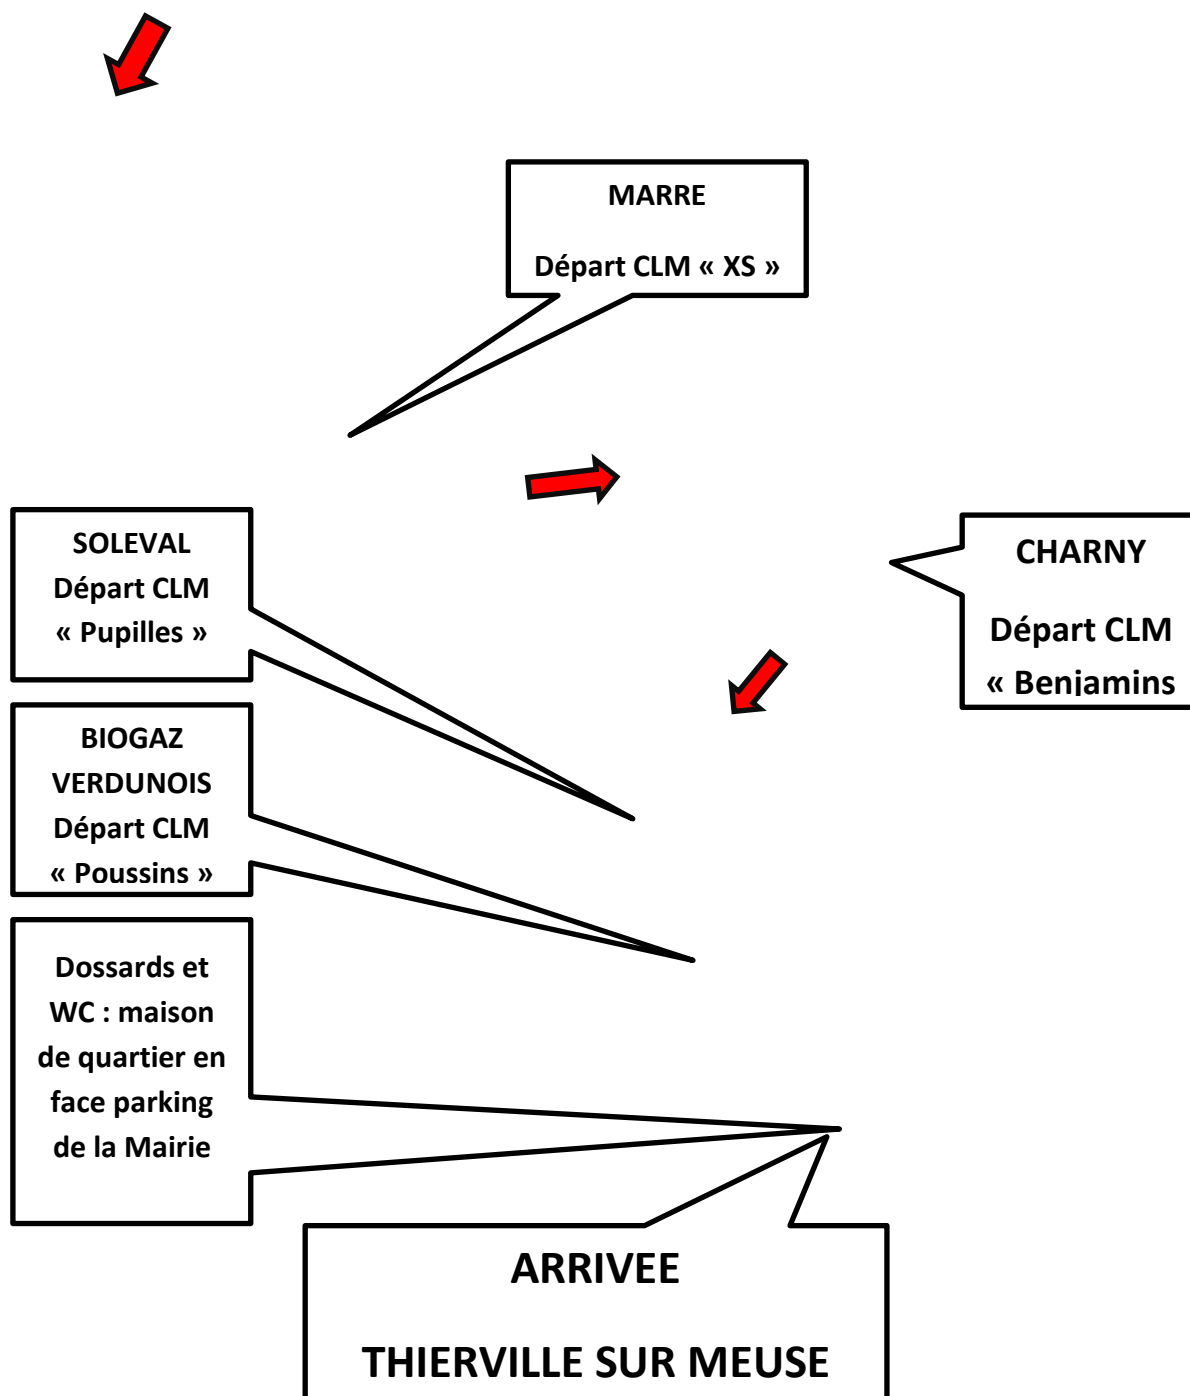 MARRE
Départ CLM « XS »
SOLEVAL
Départ CLM
« Pupilles »
CHARNY
Départ CLM
« Benjamins
BIOGAZ
VERDUNOIS
Départ CLM
« Poussins »
Dossards et
WC : maison
de quartier en
face parking
de la Mairie
ARRIVEE
THIERVILLE SUR MEUSE